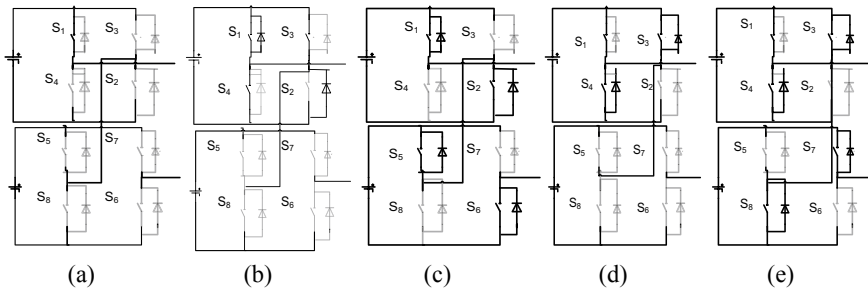 S1 S3 S1 S3 S1 S3 S1 S3 S1 S3
S4 S2 S4 S2 S4 S2 S4 S2 S4 S2
S5 S7 S5 S7 S5 S7 S5 S7 S5 S7
S8 S6 S8 S6 S8 S6 S8 S6 S8 S6
(a) (b) (c) (d) (e)